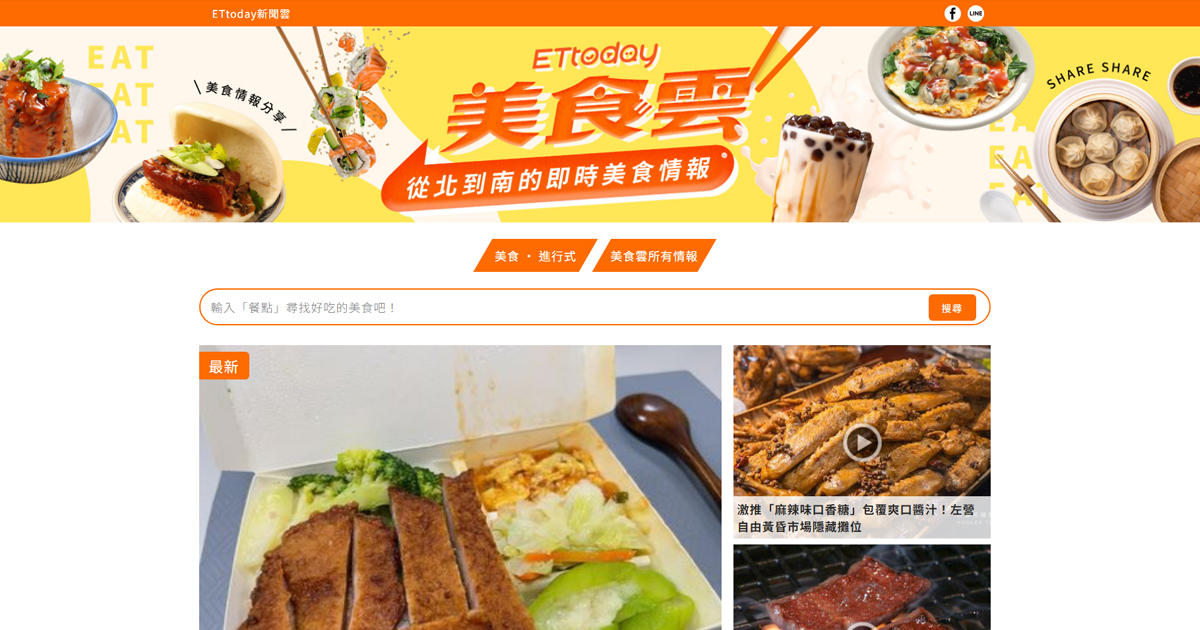 ETtoday新聞雲
LINE
EAT
EAT
EAT
美食情報分享
ETtoday
美食雲
從北到南的即時美食情報
SHARE SHARE
美食 · 進行式
美食雲所有情報
輸入「餐點」尋找好吃的美食吧！
搜尋
最新
激推「麻辣味口香糖」包覆爽口醬汁！左營
自由黃昏市場隱藏攤位